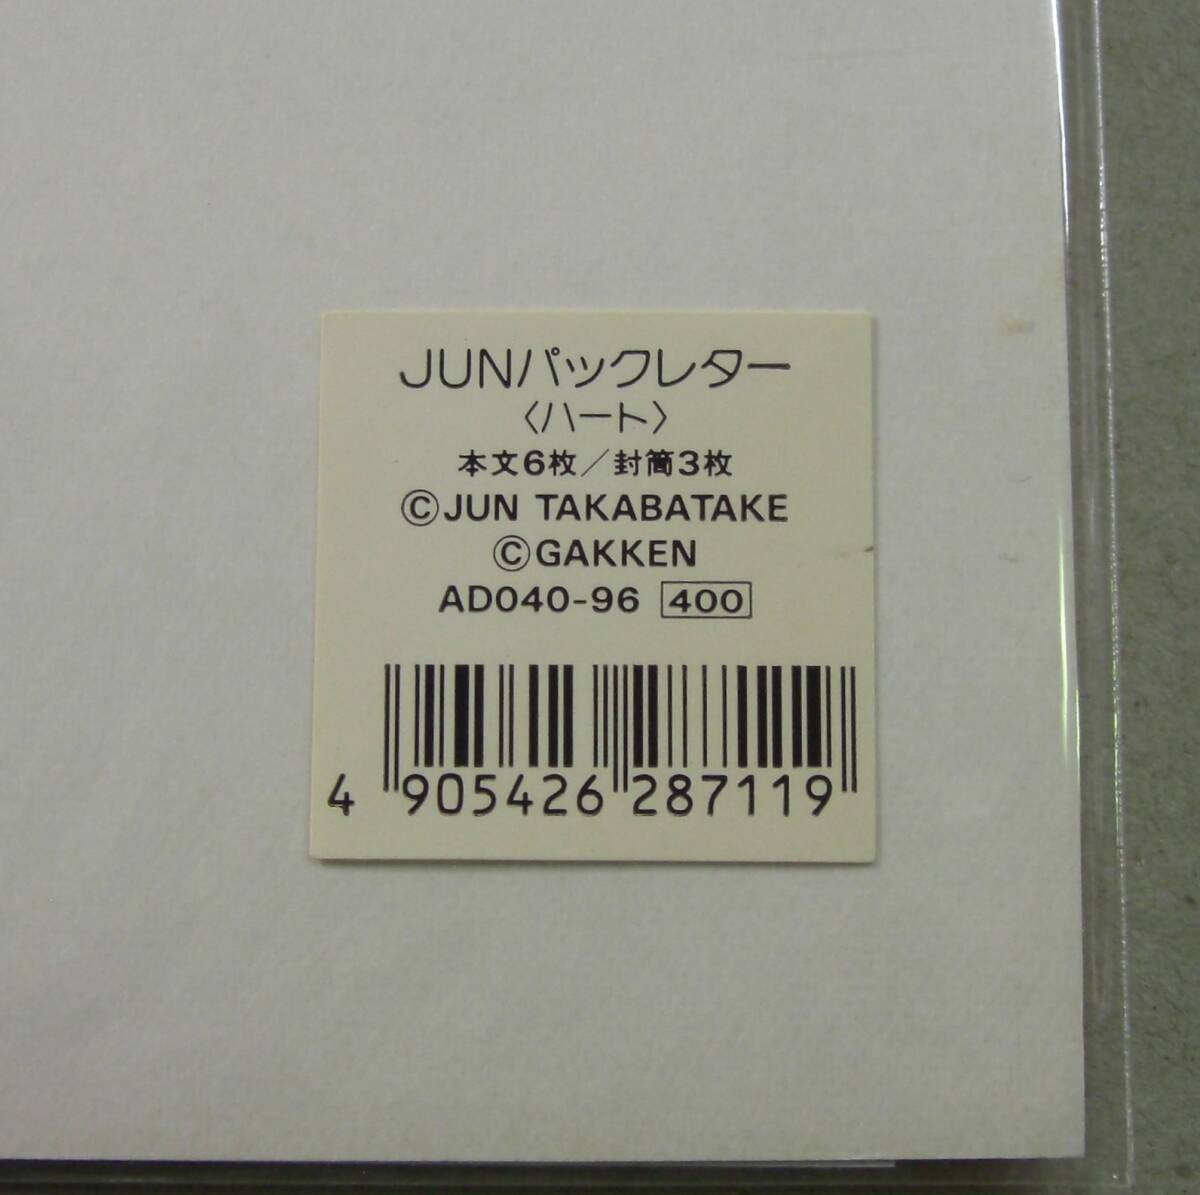 JUNパックレター
〈ハート〉
本文6枚／封筒3枚
©JUN TAKABATAKE
©GAKKEN
AD040-96 400
4 905426 287119